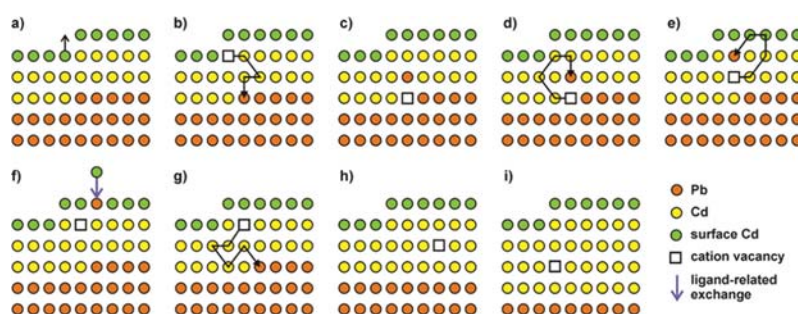 a)
b)
c)
d)
e)
f)
g)
h)
i)
Pb
Cd
surface Cd
cation vacancy
ligand-related
exchange